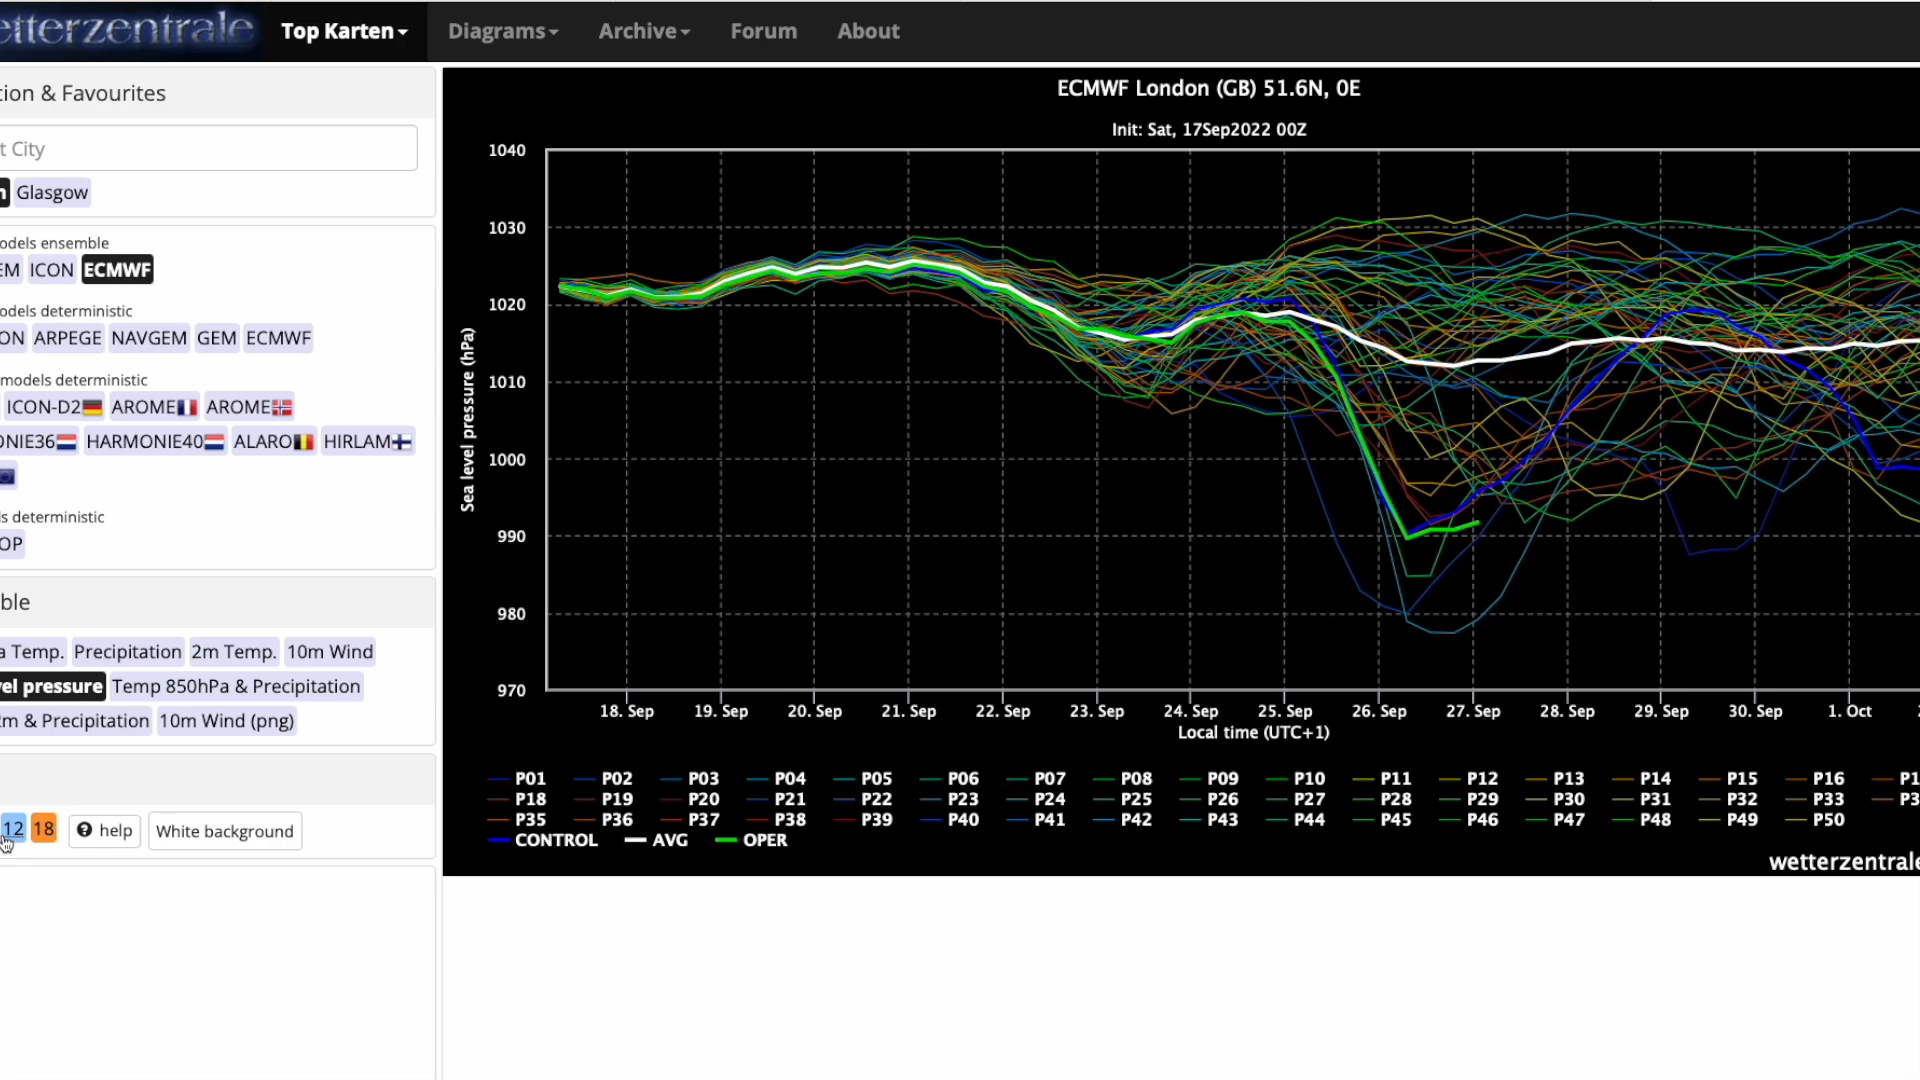 etterzentrale Top Karten Diagrams Archive Forum About
tion & Favourites
t City
n Glasgow
odels ensemble
EM ICON ECMWF
odels deterministic
ON ARPEGE NAVGEM GEM ECMWF
models deterministic
ICON-D2 AROME AROME
ONIE36 HARMONIE40 ALARO HIRLAM
ls deterministic
OP
ble
a Temp. Precipitation 2m Temp. 10m Wind
vel pressure Temp 850hPa & Precipitation
2m & Precipitation 10m Wind (png)
12 18 help White background
ECMWF London (GB) 51.6N, 0E
Init: Sat, 17Sep2022 00Z
Sea level pressure (hPa)
1040
1030
1020
1010
1000
990
980
970
18. Sep 19. Sep 20. Sep 21. Sep 22. Sep 23. Sep 24. Sep 25. Sep 26. Sep 27. Sep 28. Sep 29. Sep 30. Sep 1. Oct 2
Local time (UTC+1)
P01 P02 P03 P04 P05 P06 P07 P08 P09 P10 P11 P12 P13 P14 P15 P16 P1
P18 P19 P20 P21 P22 P23 P24 P25 P26 P27 P28 P29 P30 P31 P32 P33 P3
P35 P36 P37 P38 P39 P40 P41 P42 P43 P44 P45 P46 P47 P48 P49 P50
CONTROL AVG OPER
wetterzentrale